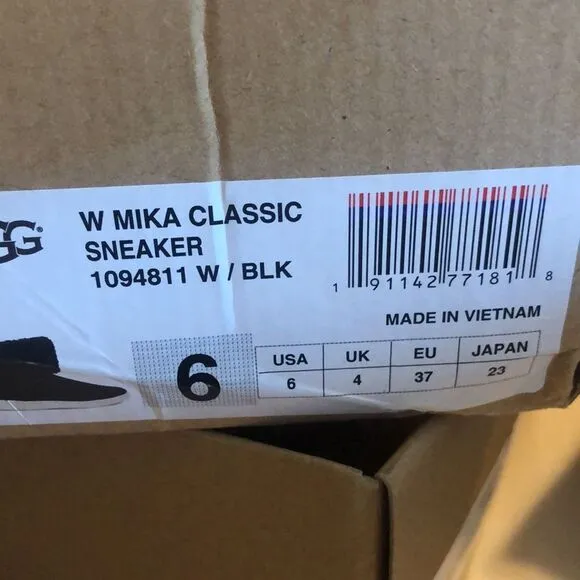 GG®
W MIKA CLASSIC
SNEAKER
1094811 W / BLK
1 91142 77181 8
MADE IN VIETNAM
6
USA UK EU JAPAN
6 4 37 23